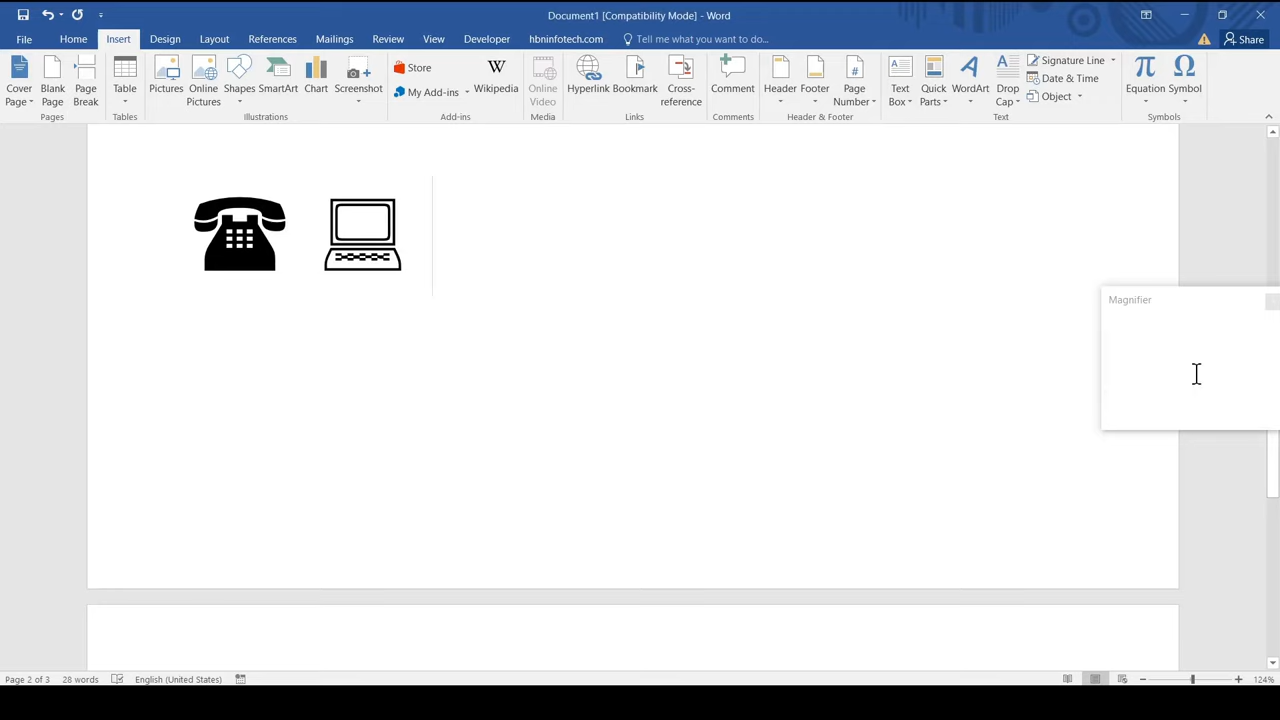 Document1 [Compatibility Mode] - Word
File Home Insert Design Layout References Mailings Review View Developer hbninfotech.com Tell me what you want to do... Share
Cover Page
Blank Page
Page Break
Pages
Table
Tables
Pictures
Online Pictures
Shapes
SmartArt
Chart
Screenshot
Illustrations
Store
My Add-ins
Wikipedia
Add-ins
Online Video
Media
Hyperlink
Bookmark
Cross-reference
Links
Comment
Comments
Header
Footer
Page Number
Header & Footer
Text Box
Quick Parts
WordArt
Drop Cap
Signature Line
Date & Time
Object
Text
Equation
Symbol
Symbols
Magnifier
Page 2 of 3 28 words English (United States) 124%